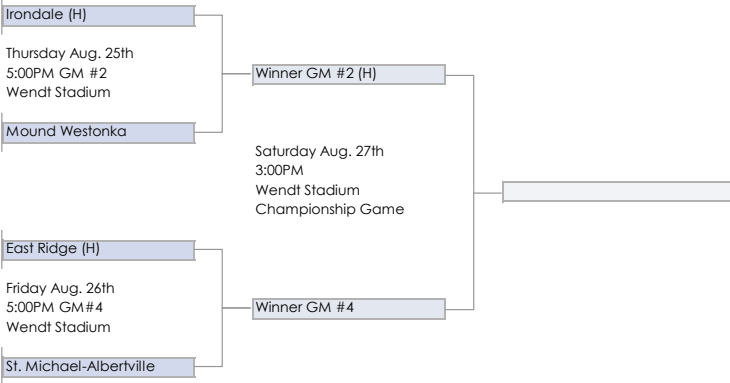 Irondale (H)
Thursday Aug. 25th
5:00PM GM #2
Wendt Stadium
Mound Westonka
Winner GM #2 (H)
Saturday Aug. 27th
3:00PM
Wendt Stadium
Championship Game
East Ridge (H)
Friday Aug. 26th
5:00PM GM#4
Wendt Stadium
St. Michael-Albertville
Winner GM #4